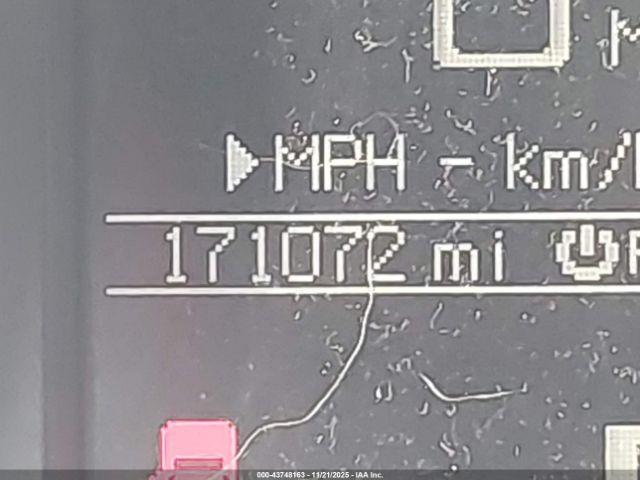 MPH - km/
171072 mi
000-43748163 - 11/21/2025 - IAA Inc.